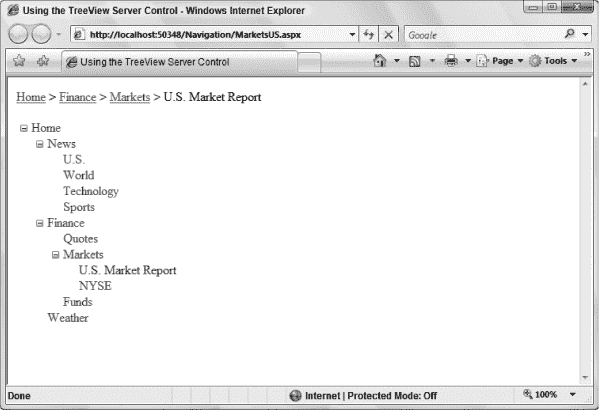 Using the TreeView Server Control - Windows Internet Explorer
http://localhost:50348/Navigation/MarketsUS.aspx
Google
Using the TreeView Server Control
Page
Tools
Home > Finance > Markets > U.S. Market Report
Home
News
U.S.
World
Technology
Sports
Finance
Quotes
Markets
U.S. Market Report
NYSE
Funds
Weather
Done
Internet | Protected Mode: Off
100%